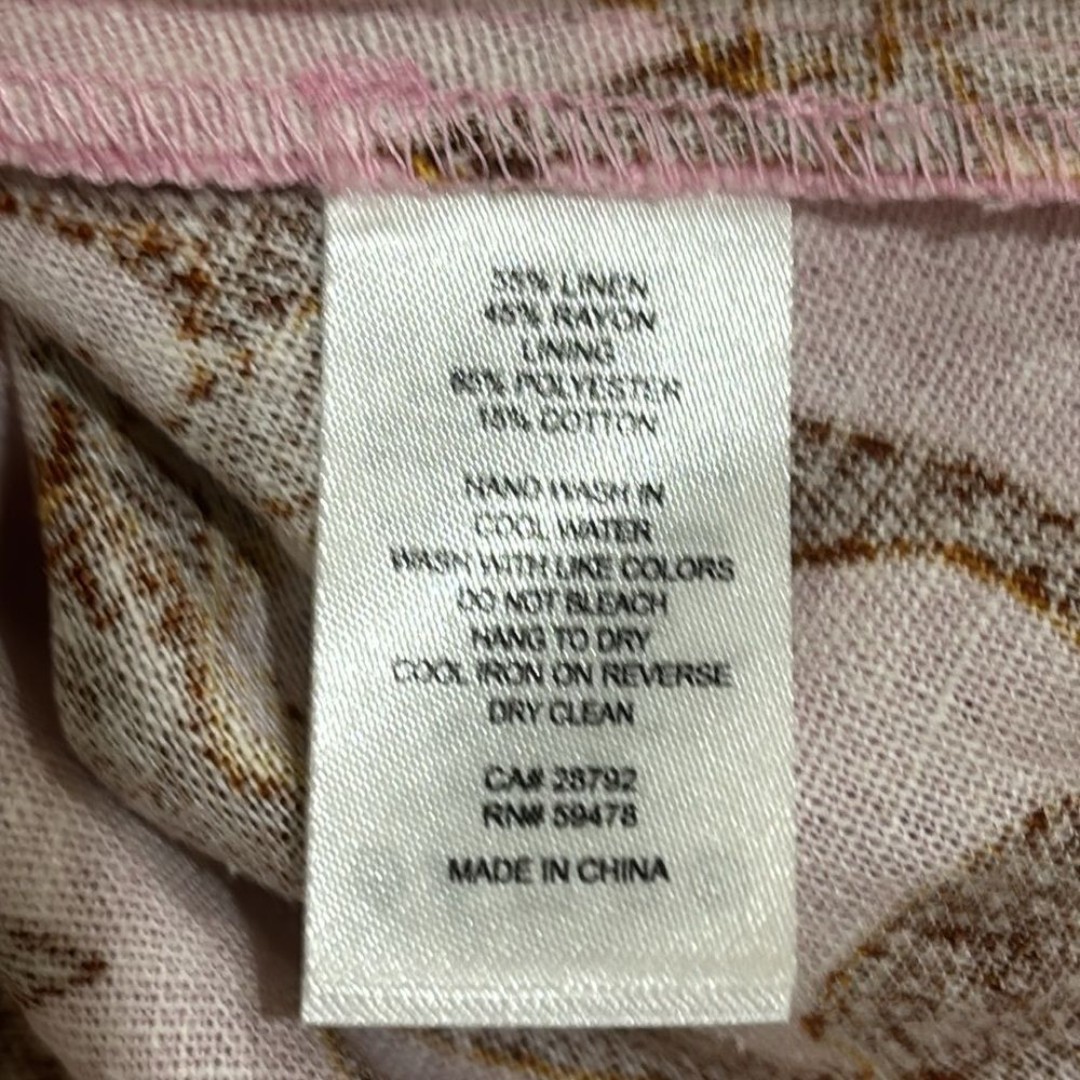 55% LINEN
45% RAYON
LINING
85% POLYESTER
15% COTTON
HAND WASH IN
COOL WATER
WASH WITH LIKE COLORS
DO NOT BLEACH
HANG TO DRY
COOL IRON ON REVERSE
DRY CLEAN
CA# 28792
RN# 59478
MADE IN CHINA